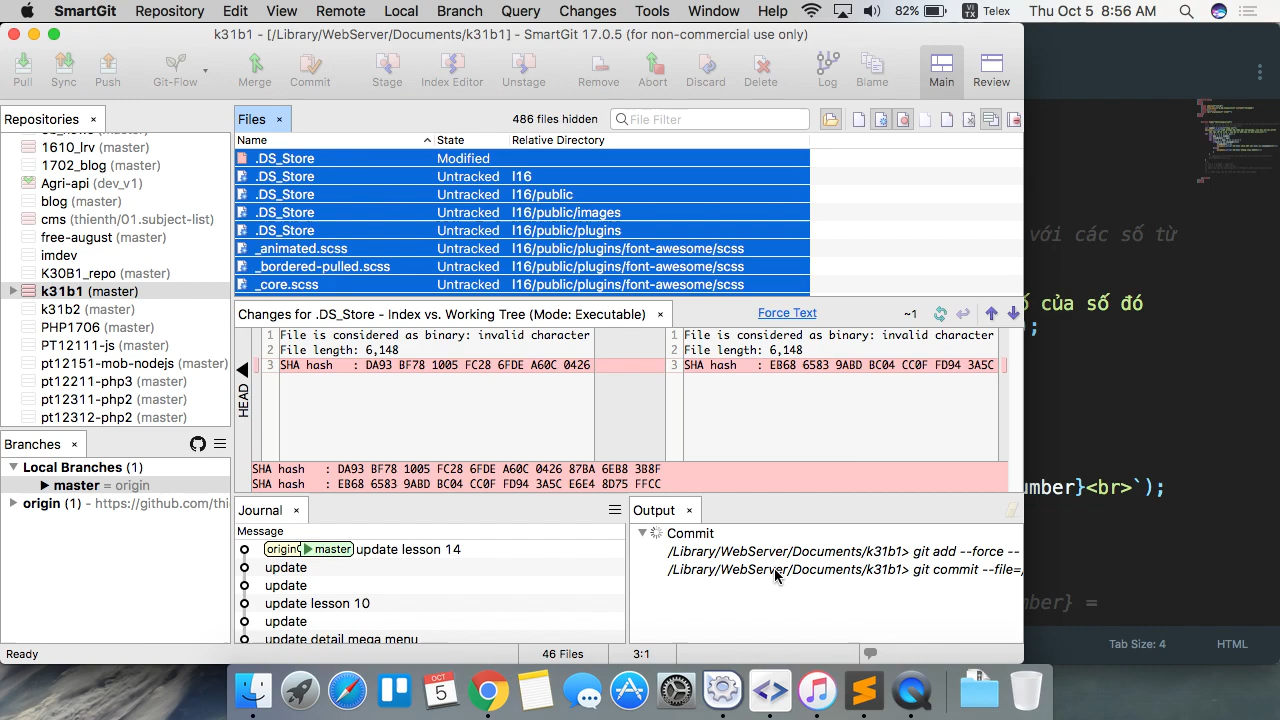 SmartGit Repository Edit View Remote Local Branch Query Changes Tools Window Help 82% VI TX Telex Thu Oct 5 8:56 AM
k31b1 - [/Library/WebServer/Documents/k31b1] - SmartGit 17.0.5 (for non-commercial use only)
Pull Sync Push Git-Flow Merge Commit Stage Index Editor Unstage Remove Abort Discard Delete Log Blame Main Review
Repositories ×
1610_lrv (master)
1702_blog (master)
Agri-api (dev_v1)
blog (master)
cms (thienth/01.subject-list)
free-august (master)
imdev
K30B1_repo (master)
k31b1 (master)
k31b2 (master)
PHP1706 (master)
PT12111-js (master)
pt12151-mob-nodejs (master)
pt12211-php3 (master)
pt12311-php2 (master)
pt12312-php2 (master)
Files × files hidden File Filter
Name State Relative Directory
.DS_Store Modified
.DS_Store Untracked l16
.DS_Store Untracked l16/public
.DS_Store Untracked l16/public/images
.DS_Store Untracked l16/public/plugins
_animated.scss Untracked l16/public/plugins/font-awesome/scss
_bordered-pulled.scss Untracked l16/public/plugins/font-awesome/scss
_core.scss Untracked l16/public/plugins/font-awesome/scss
Changes for .DS_Store - Index vs. Working Tree (Mode: Executable) × Force Text ~1
1 File is considered as binary: invalid character
2 File length: 6,148
3 SHA hash : DA93 BF78 1005 FC28 6FDE A60C 0426
1 File is considered as binary: invalid character
2 File length: 6,148
3 SHA hash : EB68 6583 9ABD BC04 CC0F FD94 3A5C
HEAD
SHA hash : DA93 BF78 1005 FC28 6FDE A60C 0426 87BA 6EB8 3B8F
SHA hash : EB68 6583 9ABD BC04 CC0F FD94 3A5C E6E4 8D75 FFCC
Branches ×
Local Branches (1)
master = origin
origin (1) - https://github.com/thi
Journal ×
Message
origin master update lesson 14
update
update
update lesson 10
update
update detail mega menu
Output ×
Commit
/Library/WebServer/Documents/k31b1> git add --force --
/Library/WebServer/Documents/k31b1> git commit --file=/
Ready 46 Files 3:1
với các số từ
ố của số đó
;
umber}<br>`);
mber} =
Tab Size: 4 HTML
OCT
5